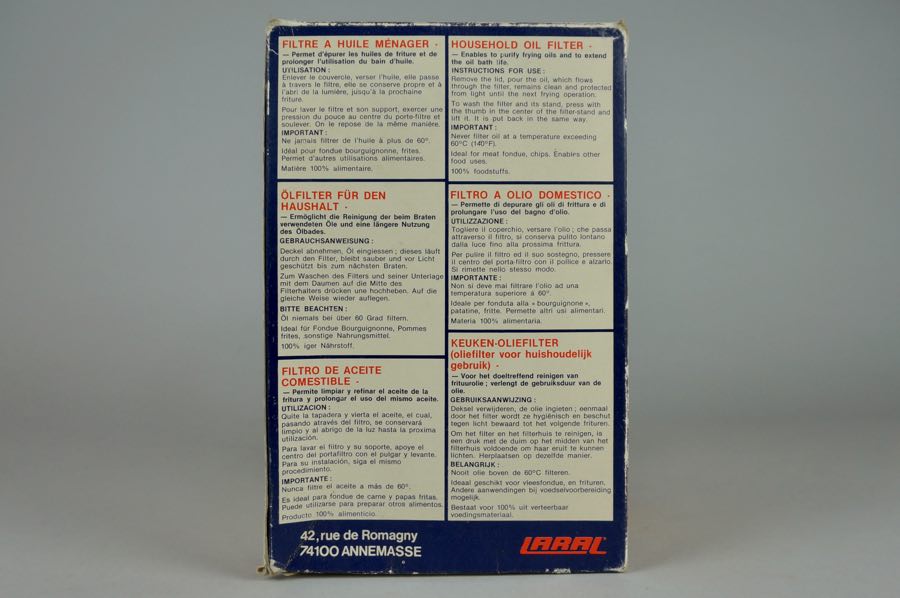 FILTRE A HUILE MÉNAGER -
— Permet d'épurer les huiles de friture et de
prolonger l'utilisation du bain d'huile.
UTILISATION :
Enlever le couvercle, verser l'huile, elle passe
à travers le filtre, elle se conserve propre et à
l'abri de la lumière, jusqu'à la prochaine
friture.
Pour laver le filtre et son support, exercer une
pression du pouce au centre du porte-filtre et
soulever. On le repose de la même manière.
IMPORTANT :
Ne jamais filtrer de l'huile à plus de 60°.
Idéal pour fondue bourguignonne, frites.
Permet d'autres utilisations alimentaires.
Matière 100% alimentaire.
HOUSEHOLD OIL FILTER -
— Enables to purify frying oils and to extend
the oil bath life.
INSTRUCTIONS FOR USE :
Remove the lid, pour the oil, which flows
through the filter, remains clean and protected
from light until the next frying operation.
To wash the filter and its stand, press with
the thumb in the center of the filter-stand and
lift it. It is put back in the same way.
IMPORTANT :
Never filter oil at a temperature exceeding
60°C (140°F).
Ideal for meat fondue, chips. Enables other
food uses.
100% foodstuffs.
ÖLFILTER FÜR DEN
HAUSHALT -
— Ermöglicht die Reinigung der beim Braten
verwendeten Öle und eine längere Nutzung
des Ölbades.
GEBRAUCHSANWEISUNG :
Deckel abnehmen, Öl eingiessen ; dieses läuft
durch den Filter, bleibt sauber und vor Licht
geschützt bis zum nächsten Braten.
Zum Waschen des Filters und seiner Unterlage
mit dem Daumen auf die Mitte des
Filterhalters drücken une hochheben. Auf die
gleiche Weise wieder auflegen.
BITTE BEACHTEN :
Öl niemals bei über 60 Grad filtern.
Ideal für Fondue Bourguignonne, Pommes
frites, sonstige Nahrungsmittel.
100% iger Nährstoff.
FILTRO A OLIO DOMESTICO -
— Permette di depurare gli oli di frittura e di
prolungare l'uso del bagno d'olio.
UTILIZZAZIONE :
Togliere il coperchio, versare l'olio ; che passa
attraverso il filtro, si conserva pulito lontano
dalla luce fino alla prossima frittura.
Per pulire il filtro ed il suo sostegno, pressere
il centro del porta-filtro con il pollice e alzarlo.
Si rimette nello stesso modo.
IMPORTANTE :
Non si deve mai filtrare l'olio ad una
temperatura superiore á 60°.
Ideale per fonduta alla « bourguignonne »,
patatine, fritte. Permette altri usi alimentari.
Materia 100% alimentaria.
FILTRO DE ACEITE
COMESTIBLE -
— Permite limpiar y refinar el aceite de la
fritura y prolongar el uso del mismo aceite.
UTILIZACION :
Quite la tapadera y vierta el aceite, el cual,
pasando através del filtro, se conservará
limpio y al abrigo de la luz hasta la proxima
utilización.
Para lavar el filtro y su soporte, apoye el
centro del portafiltro con el pulgar y levante.
Para su instalación, siga el mismo
procedimiento.
IMPORTANTE :
Nunca filtre el aceite a más de 60°.
Es ideal para fondue de carne y papas fritas.
Puede utilizarse para preparar otros alimentos.
Producto 100% alimenticio.
KEUKEN-OLIEFILTER
(oliefilter voor huishoudelijk
gebruik) -
— Voor het doeltreffend reinigen van
frituurolie ; verlengt de gebruiksduur van de
olie.
GEBRUIKSAANWIJZING :
Deksel verwijderen, de olie ingieten ; eenmaal
door het filter wordt ze hygiënisch en beschut
tegen licht bewaard tot het volgende frituren.
Om het filter en het filterhuis te reinigen, is
een druk met de duim op het midden van het
filterhuis voldoende om haar eruit te kunnen
lichten. Herplaatsen op dezelfde manier.
BELANGRIJK :
Nooit olie boven de 60°C filteren.
Ideaal geschikt voor vleesfondue, en frituren.
Andere aanwendingen bij voedselvoorbereiding
mogelijk.
Bestaat voor 100% uit verteerbaar
voedingsmateriaal.
42, rue de Romagny
74100 ANNEMASSE
LARAL